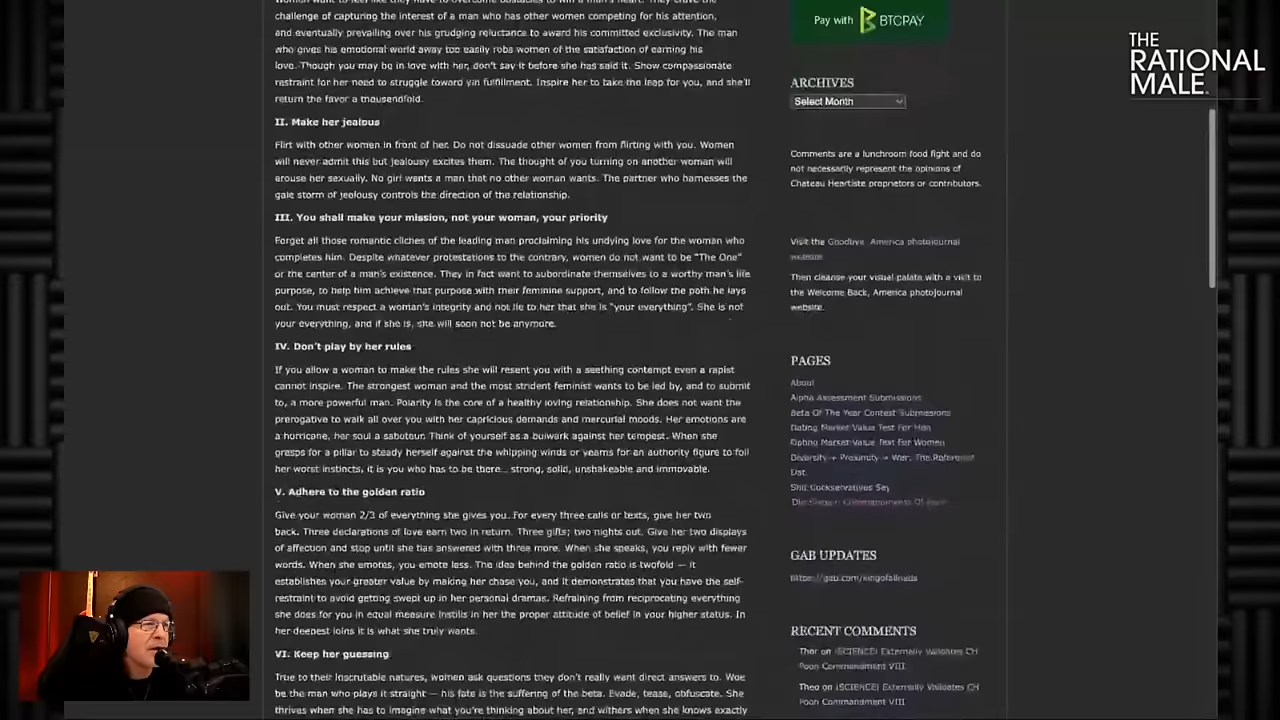 Women want to feel like they have to overcome obstacles to win a man's heart. They crave the
challenge of capturing the interest of a man who has other women competing for his attention,
and eventually prevailing over his grudging reluctance to award his committed exclusivity. The man
who gives his emotional world away too easily robs women of the satisfaction of earning his
love. Though you may be in love with her, don't say it before she has said it. Show compassionate
restraint for her need to struggle toward yin fulfillment. Inspire her to take the leap for you, and she'll
return the favor a thousandfold.
II. Make her jealous
Flirt with other women in front of her. Do not dissuade other women from flirting with you. Women
will never admit this but jealousy excites them. The thought of you turning on another woman will
arouse her sexually. No girl wants a man that no other woman wants. The partner who harnesses the
gale storm of jealousy controls the direction of the relationship.
III. You shall make your mission, not your woman, your priority
Forget all those romantic cliches of the leading man proclaiming his undying love for the woman who
completes him. Despite whatever protestations to the contrary, women do not want to be "The One"
or the center of a man's existence. They in fact want to subordinate themselves to a worthy man's life
purpose, to help him achieve that purpose with their feminine support, and to follow the path he lays
out. You must respect a woman's integrity and not lie to her that she is "your everything". She is not
your everything, and if she is, she will soon not be anymore.
IV. Don't play by her rules
If you allow a woman to make the rules she will resent you with a seething contempt even a rapist
cannot inspire. The strongest woman and the most strident feminist wants to be led by, and to submit
to, a more powerful man. Polarity is the core of a healthy loving relationship. She does not want the
prerogative to walk all over you with her capricious demands and mercurial moods. Her emotions are
a hurricane, her soul a saboteur. Think of yourself as a bulwark against her tempest. When she
grasps for a pillar to steady herself against the whipping winds or yearns for an authority figure to foil
her worst instincts, it is you who has to be there... strong, solid, unshakeable and immovable.
V. Adhere to the golden ratio
Give your woman 2/3 of everything she gives you. For every three calls or texts, give her two
back. Three declarations of love earn two in return. Three gifts; two nights out. Give her two displays
of affection and stop until she has answered with three more. When she speaks, you reply with fewer
words. When she emotes, you emote less. The idea behind the golden ratio is twofold — it
establishes your greater value by making her chase you, and it demonstrates that you have the self-
restraint to avoid getting swept up in her personal dramas. Refraining from reciprocating everything
she does for you in equal measure instills in her the proper attitude of belief in your higher status. In
her deepest loins it is what she truly wants.
VI. Keep her guessing
True to their inscrutable natures, women ask questions they don't really want direct answers to. Woe
be the man who plays it straight — his fate is the suffering of the beta. Evade, tease, obfuscate. She
thrives when she has to imagine what you're thinking about her, and withers when she knows exactly
Pay with BTCPAY
ARCHIVES
Select Month
Comments are a lunchroom food fight and do
not necessarily represent the opinions of
Chateau Heartiste proprietors or contributors.
Visit the Goodbye, America photojournal
website.
Then cleanse your visual palate with a visit to
the Welcome Back, America photojournal
website.
PAGES
About
Alpha Assessment Submissions
Beta Of The Year Contest Submissions
Dating Market Value Test For Men
Dating Market Value Test For Women
Diversity + Proximity = War: The Reference
List
Shit Cuckservatives Say
The Sixteen Commandments Of Poon
GAB UPDATES
https://gab.com/kingofallnads
RECENT COMMENTS
Thor on (SCIENCE) Externally Validates CH
Poon Commandment VIII
Theo on (SCIENCE) Externally Validates CH
Poon Commandment VIII
THE
RATIONAL
MALE.